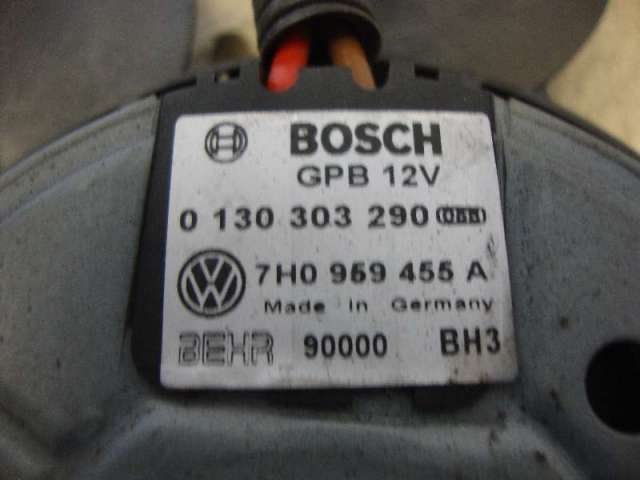 BOSCH
GPB 12V
0 130 303 290
7H0 959 455 A
Made in Germany
BEHR 90000 BH3